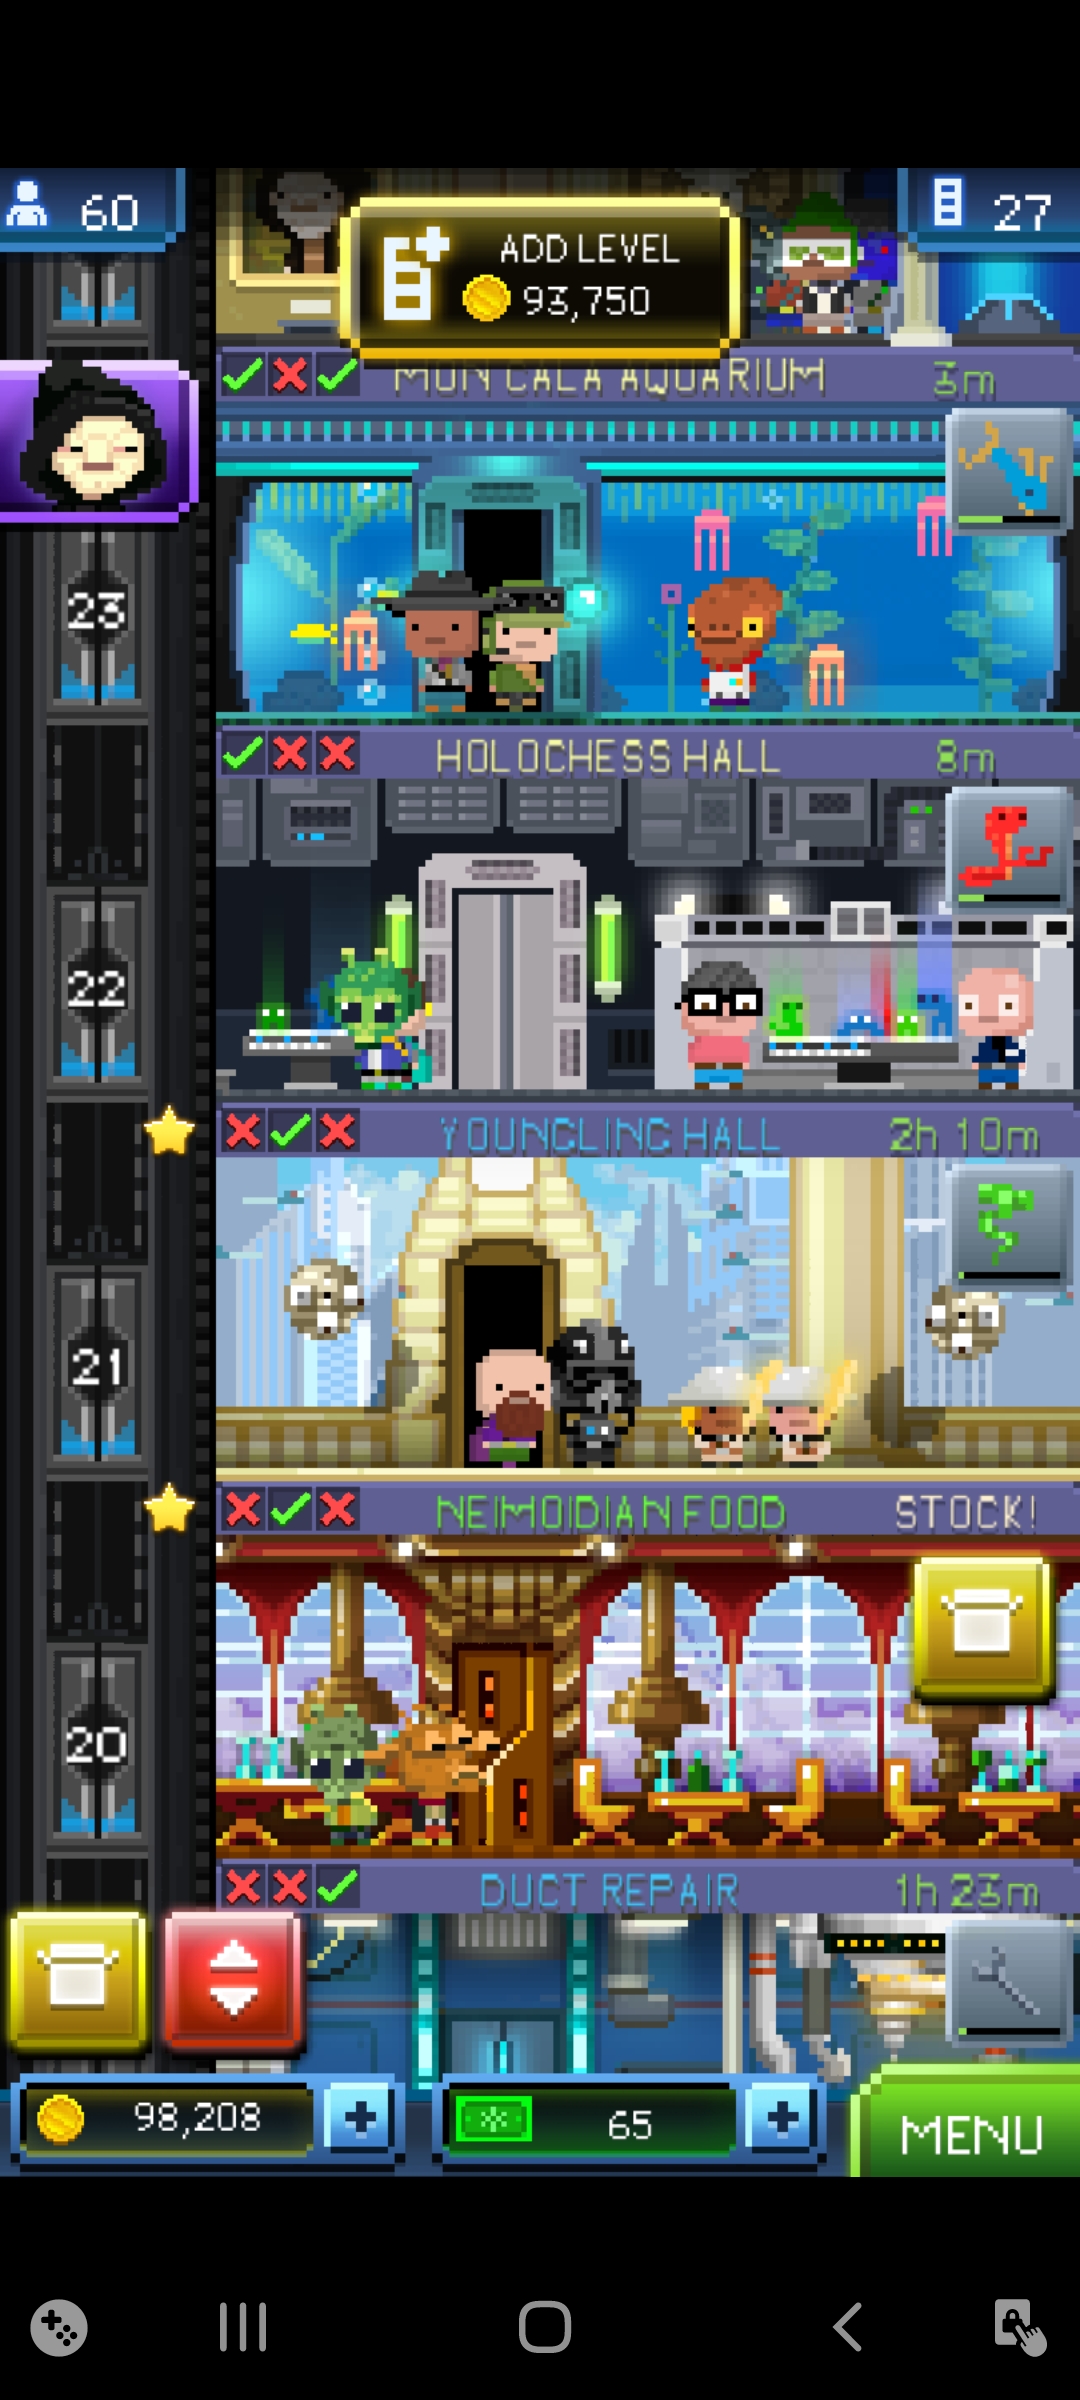 60
ADD LEVEL
93,750
27
MON CALA AQUARIUM 3m
23
HOLOCHESS HALL 8m
22
YOUNGLING HALL 2h 10m
21
NEIMOIDIAN FOOD STOCK!
20
DUCT REPAIR 1h 23m
98,208
65
MENU